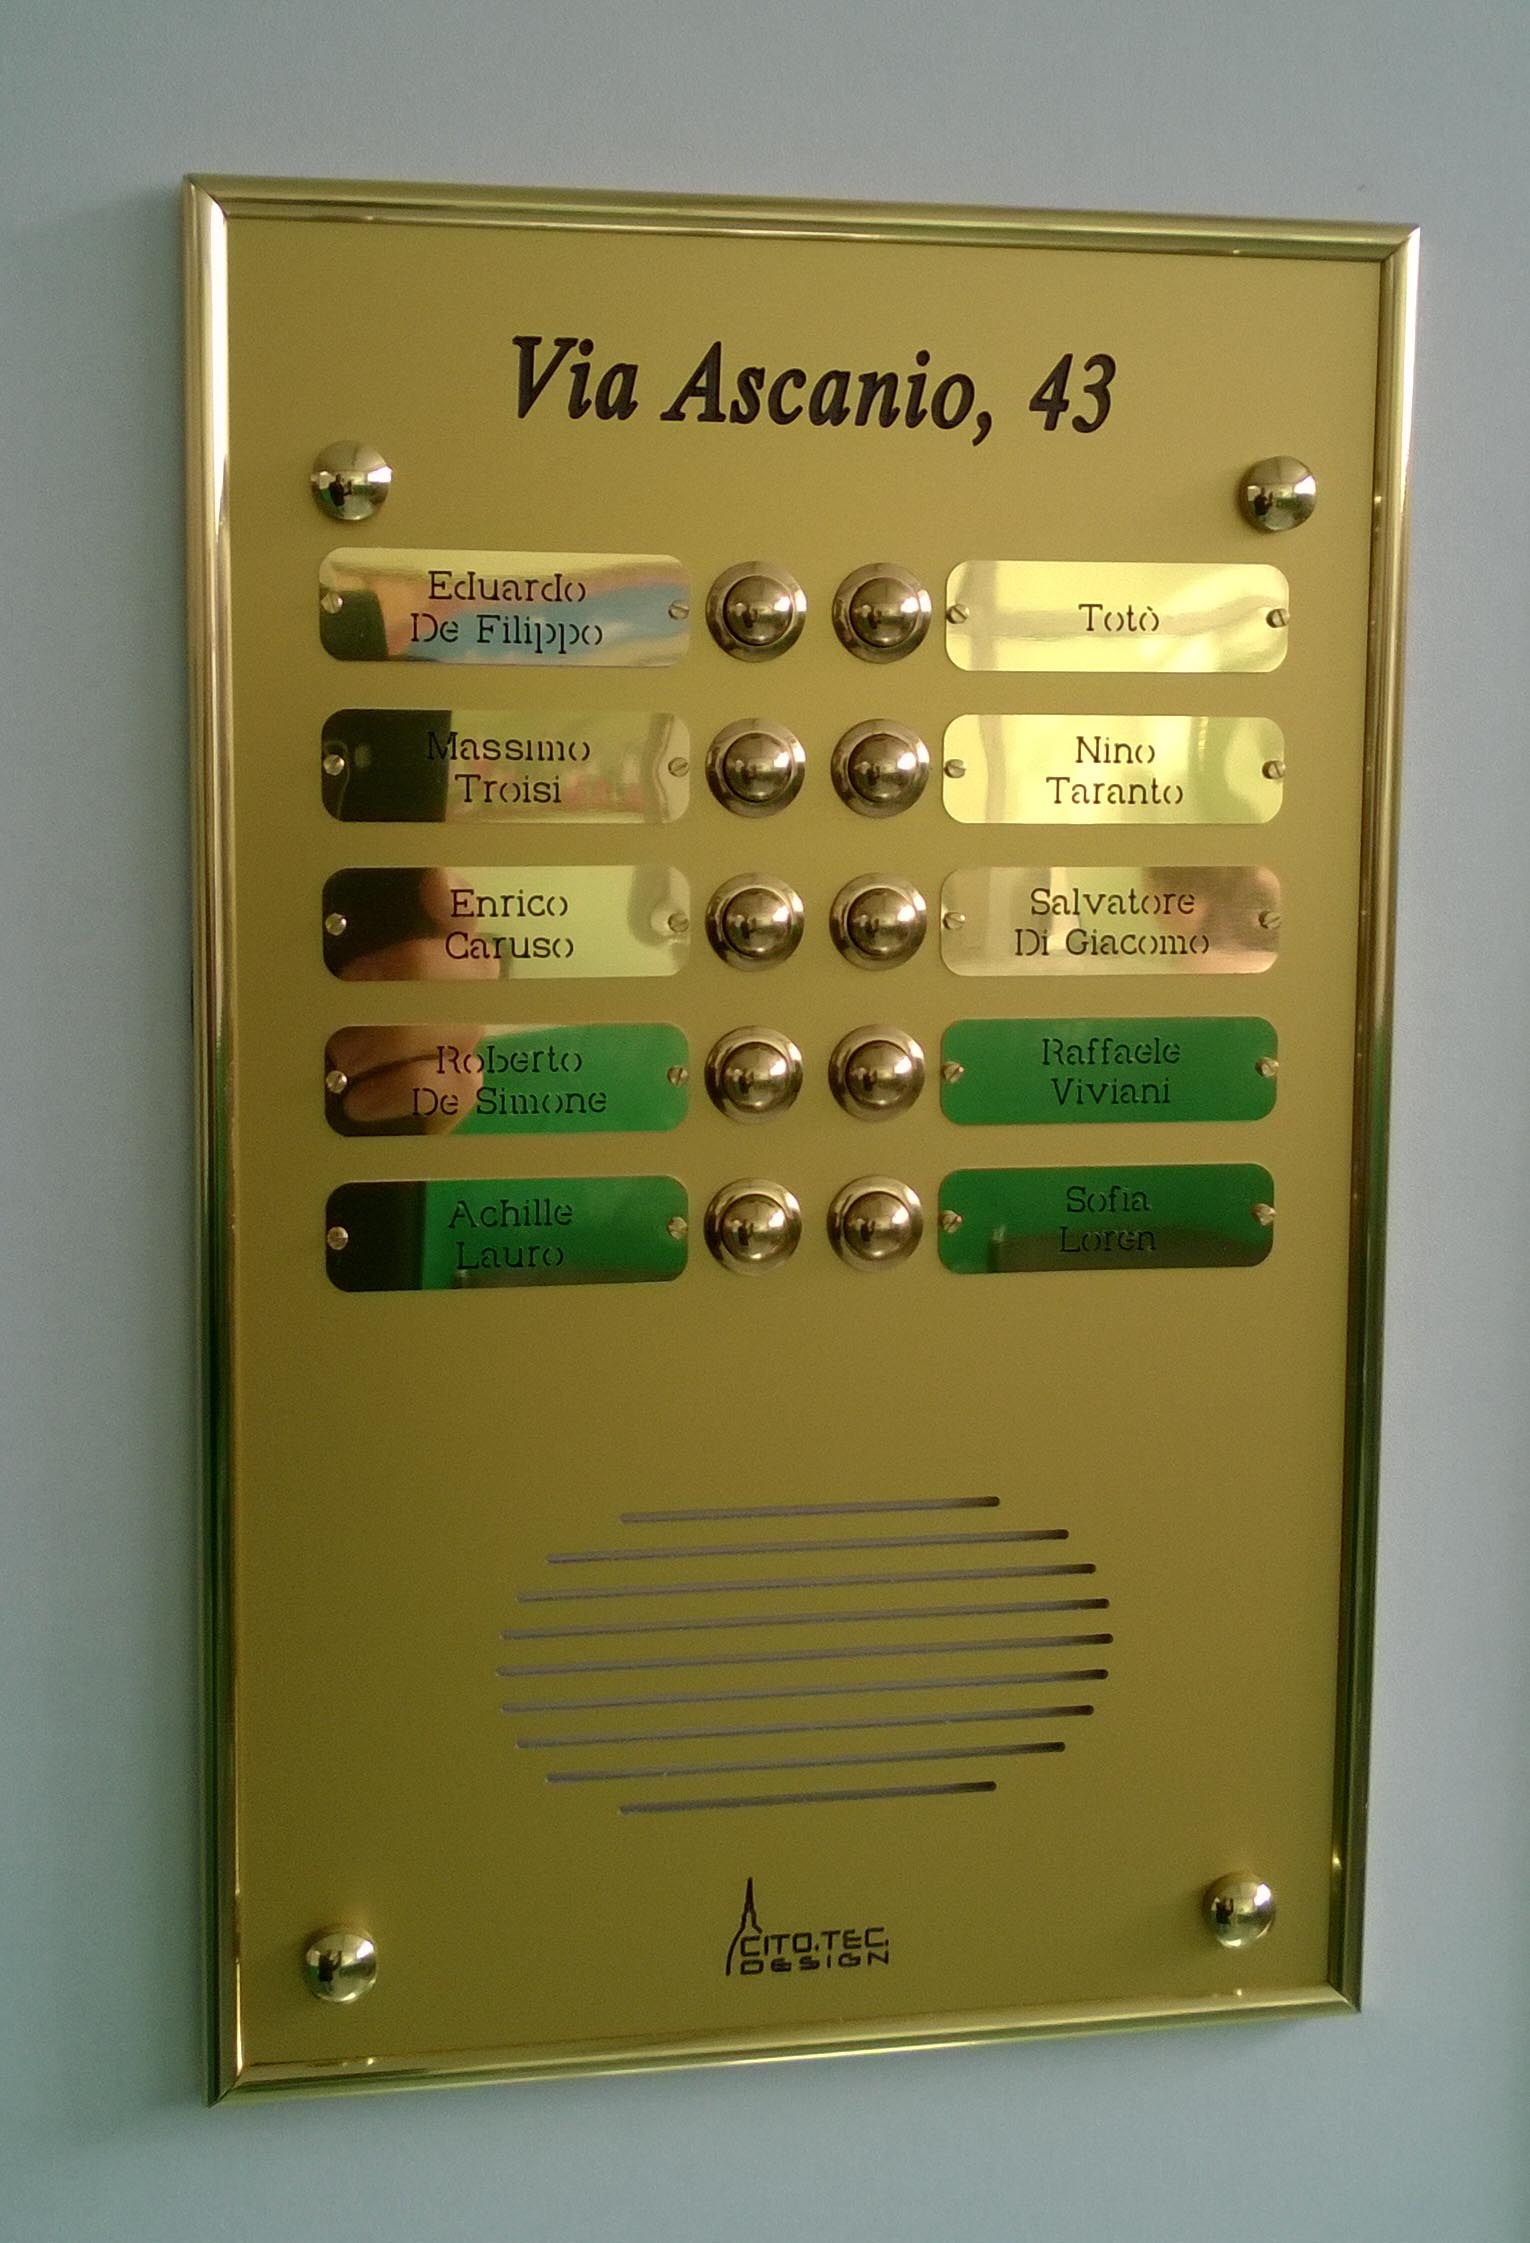 Via Ascanio, 43
Eduardo
De Filippo
Totò
Massimo
Troisi
Nino
Taranto
Enrico
Caruso
Salvatore
Di Giacomo
Roberto
De Simone
Raffaele
Viviani
Achille
Lauro
Sofia
Loren
CITO.TEC.
DESIGN